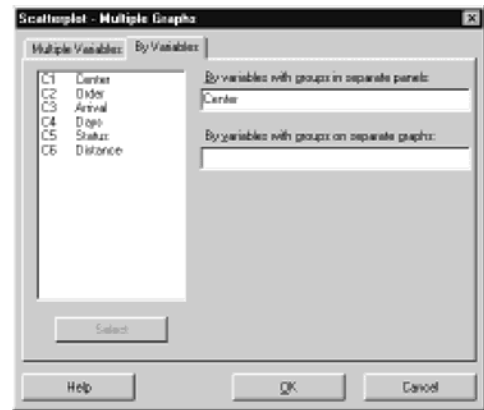 Scatterplot - Multiple Graphs
Multiple Variables By Variables
C1 Center
C2 Order
C3 Arrival
C4 Days
C5 Status
C6 Distance
By variables with groups in separate panels:
Center
By variables with groups on separate graphs:
Select
Help OK Cancel